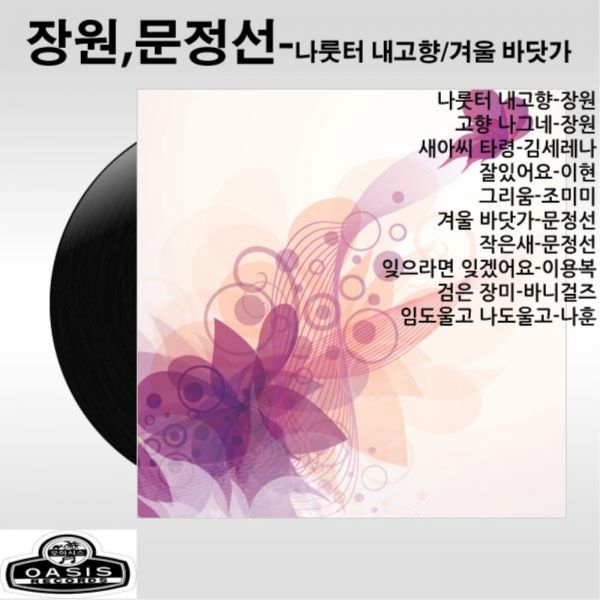 장원,문정선-나룻터 내고향/겨울 바닷가
나룻터 내고향-장원
고향 나그네-장원
새아씨 타령-김세레나
잘있어요-이현
그리움-조미미
겨울 바닷가-문정선
작은새-문정선
잊으라면 잊겠어요-이용복
검은 장미-바니걸즈
임도울고 나도울고-나훈
오아시스
OASIS
RECORDS